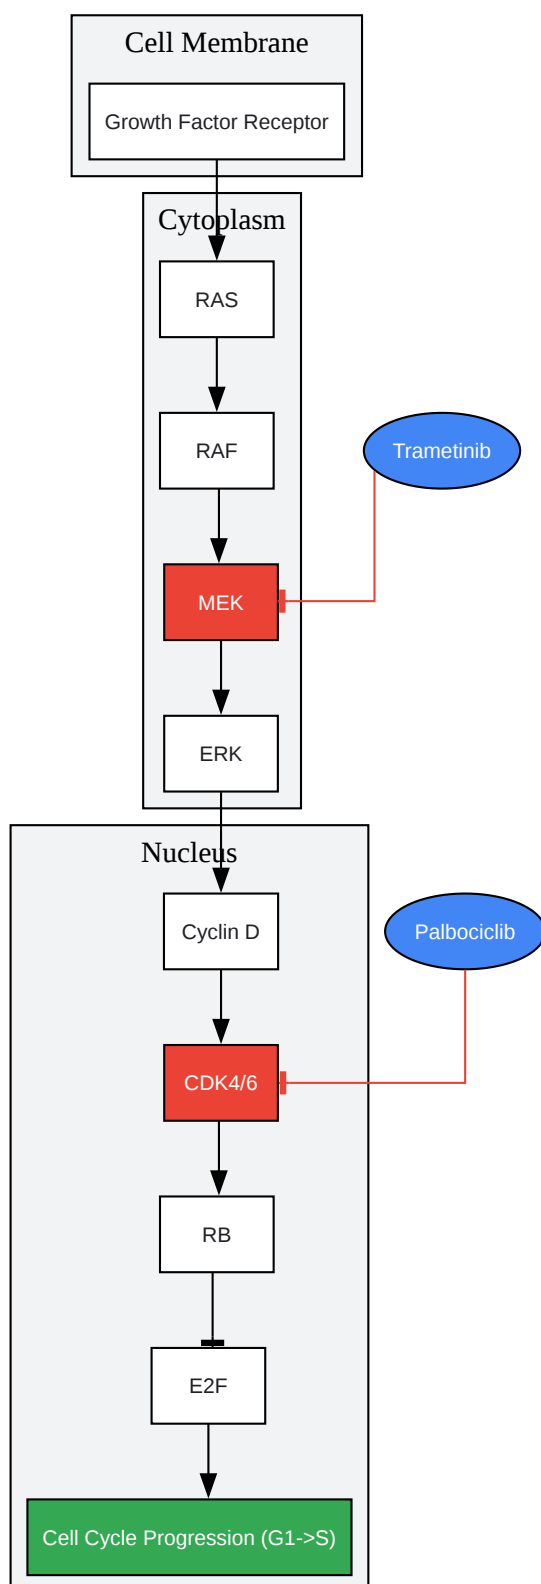 Cell Membrane
Growth Factor Receptor
Cytoplasm
RAS
RAF
Trametinib
MEK
ERK
Nucleus
Cyclin D
Palbociclib
CDK4/6
RB
E2F
Cell Cycle Progression (G1->S)